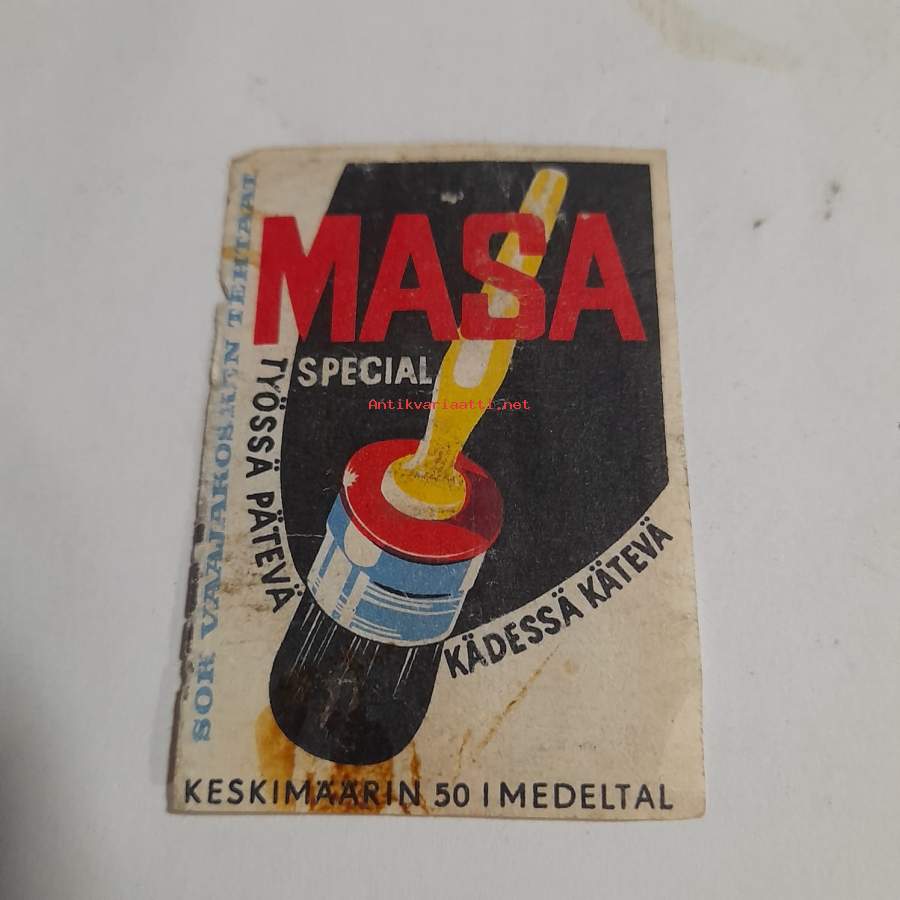 MASA
SPECIAL
TYÖSSÄ PÄTEVÄ
KÄDESSÄ KÄTEVÄ
SOK VAAJAKOSKEN TEHTAAT
KESKIMÄÄRIN 50 I MEDELTAL
Antikvariaatti.net